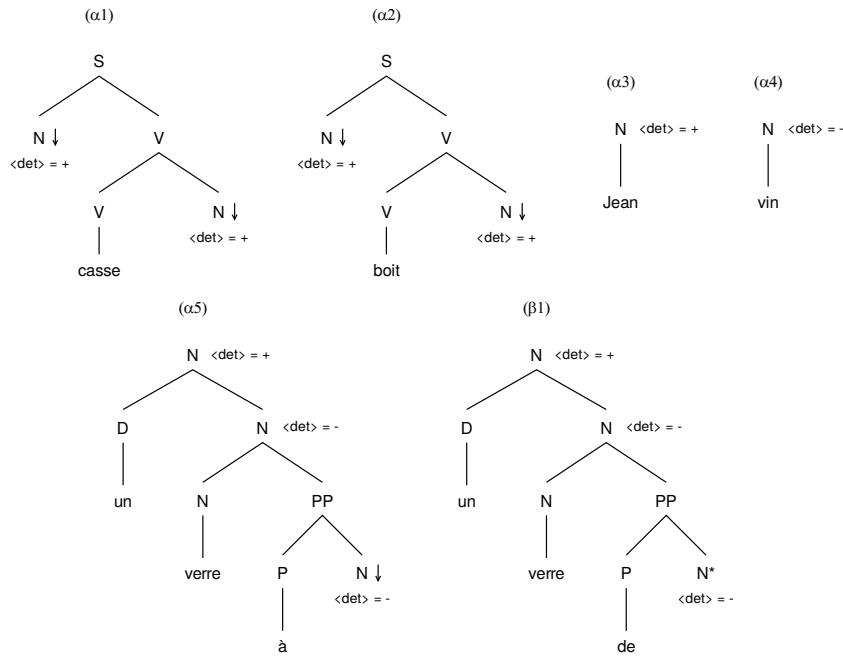 (α1) (α2)
S S (α3) (α4)
N ↓ V N ↓ V N <det> = + N <det> = -
<det> = + <det> = +
V N ↓ V N ↓ Jean vin
<det> = + <det> = +
casse boit
(α5) (β1)
N <det> = + N <det> = +
D N <det> = - D N <det> = -
un N PP un N PP
verre P N ↓ verre P N*
<det> = - <det> = -
à de